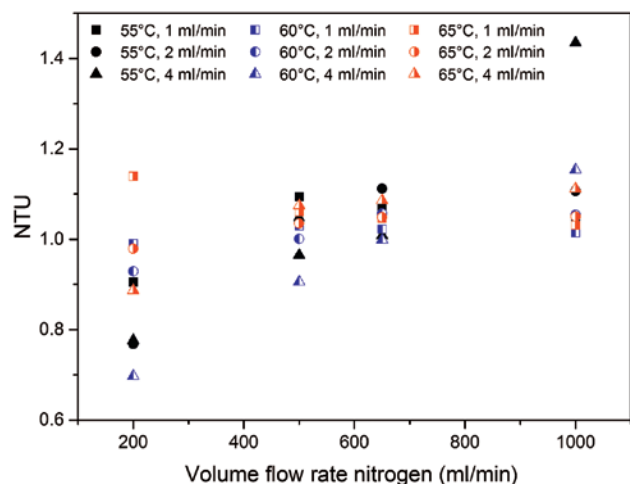 1.4
1.2
1.0
0.8
0.6
NTU
55°C, 1 ml/min 60°C, 1 ml/min 65°C, 1 ml/min
55°C, 2 ml/min 60°C, 2 ml/min 65°C, 2 ml/min
55°C, 4 ml/min 60°C, 4 ml/min 65°C, 4 ml/min
200 400 600 800 1000
Volume flow rate nitrogen (ml/min)